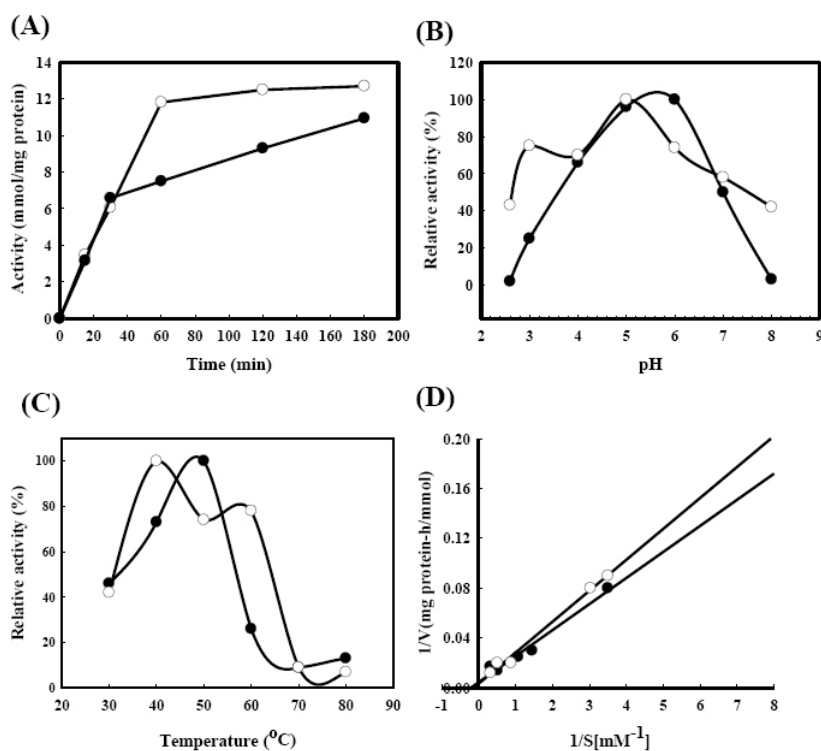 (A)
14
12
10
8
6
4
2
0
Activity (mmol/mg protein)
0 20 40 60 80 100 120 140 160 180 200
Time (min)
(B)
120
100
80
60
40
20
0
Relative activity (%)
2 3 4 5 6 7 8 9
pH
(C)
100
80
60
40
20
0
Relative activity (%)
20 30 40 50 60 70 80 90
Temperature (°C)
(D)
0.20
0.16
0.12
0.08
0.04
0.00
1/V (mg protein-h/mmol)
-1 0 1 2 3 4 5 6 7 8
1/S[mM-1]